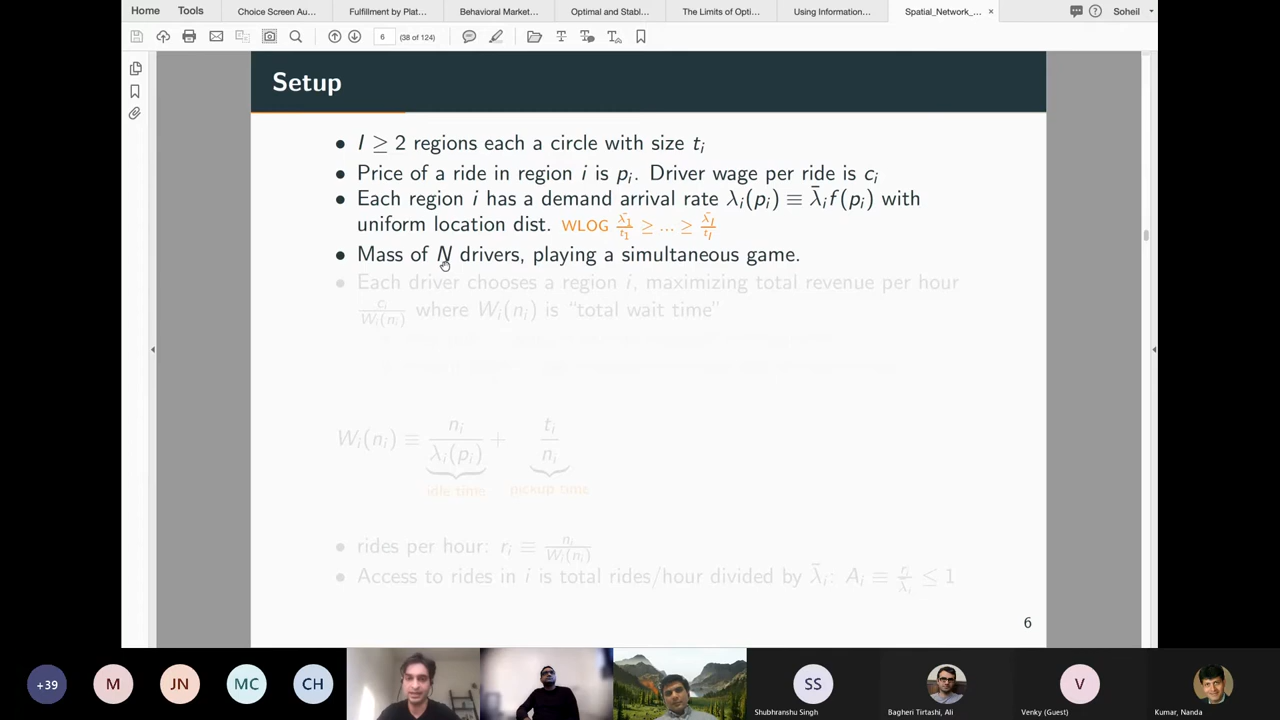 Home Tools Choice Screen Au... Fulfillment by Plat... Behavioral Market... Optimal and Stabl... The Limits of Opti... Using Information... Spatial_Network_... × Soheil
6 (38 of 124)
Setup
• I ≥ 2 regions each a circle with size tᵢ
• Price of a ride in region i is pᵢ. Driver wage per ride is cᵢ
• Each region i has a demand arrival rate λᵢ(pᵢ) ≡ λ̄ᵢf(pᵢ) with
uniform location dist. WLOG λ̄₁/t₁ ≥ ... ≥ λ̄_I/t_I
• Mass of N drivers, playing a simultaneous game.
• Each driver chooses a region i, maximizing total revenue per hour
cᵢ/Wᵢ(nᵢ) where Wᵢ(nᵢ) is “total wait time”
Wᵢ(nᵢ) ≡ nᵢ/λᵢ(pᵢ) + tᵢ/nᵢ
idle time pickup time
• rides per hour: rᵢ ≡ nᵢ/Wᵢ(nᵢ)
• Access to rides in i is total rides/hour divided by λ̄ᵢ: Aᵢ ≡ rᵢ/λ̄ᵢ ≤ 1
6
+39 M JN MC CH SS V
Shubhranshu Singh Bagheri Tirtashi, Ali Venky (Guest) Kumar, Nanda